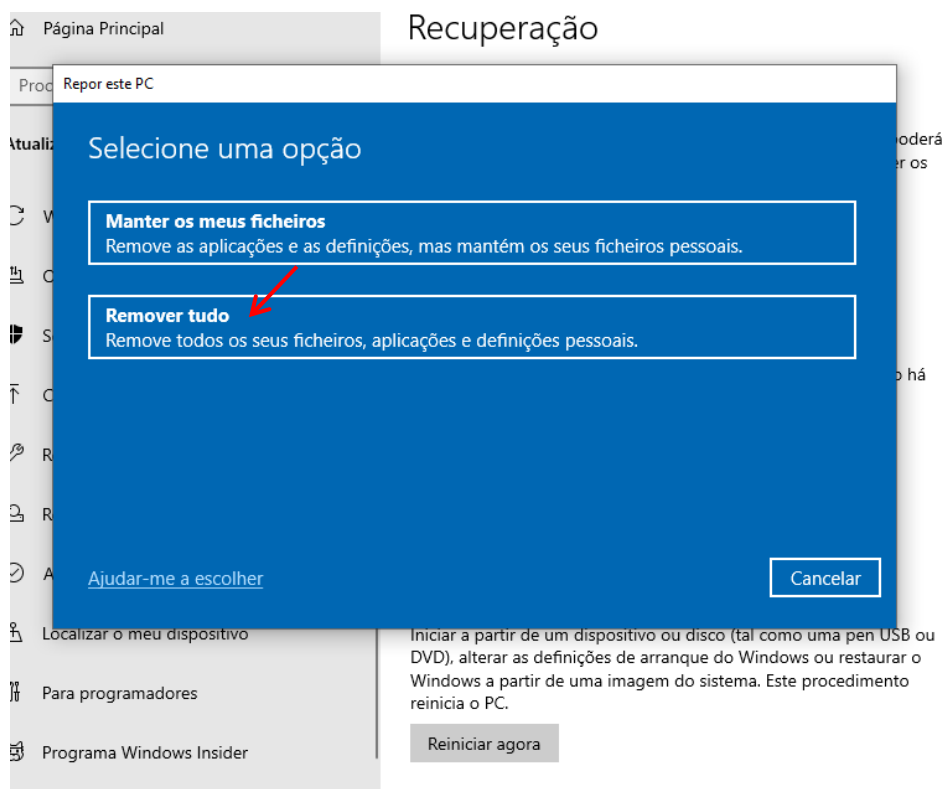 Página Principal
Recuperação
Repor este PC
Selecione uma opção
Manter os meus ficheiros
Remove as aplicações e as definições, mas mantém os seus ficheiros pessoais.
Remover tudo
Remove todos os seus ficheiros, aplicações e definições pessoais.
há
Ajudar-me a escolher
Cancelar
Localizar o meu dispositivo
Para programadores
Programa Windows Insider
Iniciar a partir de um dispositivo ou disco (tal como uma pen USB ou
DVD), alterar as definições de arranque do Windows ou restaurar o
Windows a partir de uma imagem do sistema. Este procedimento
reinicia o PC.
Reiniciar agora